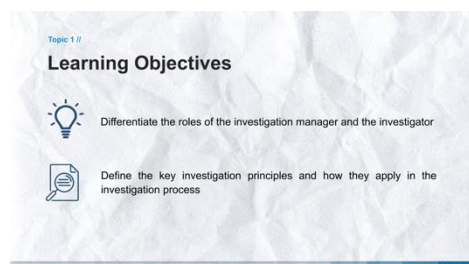 Topic 1 //
Learning Objectives
Differentiate the roles of the investigation manager and the investigator
Define the key investigation principles and how they apply in the
investigation process